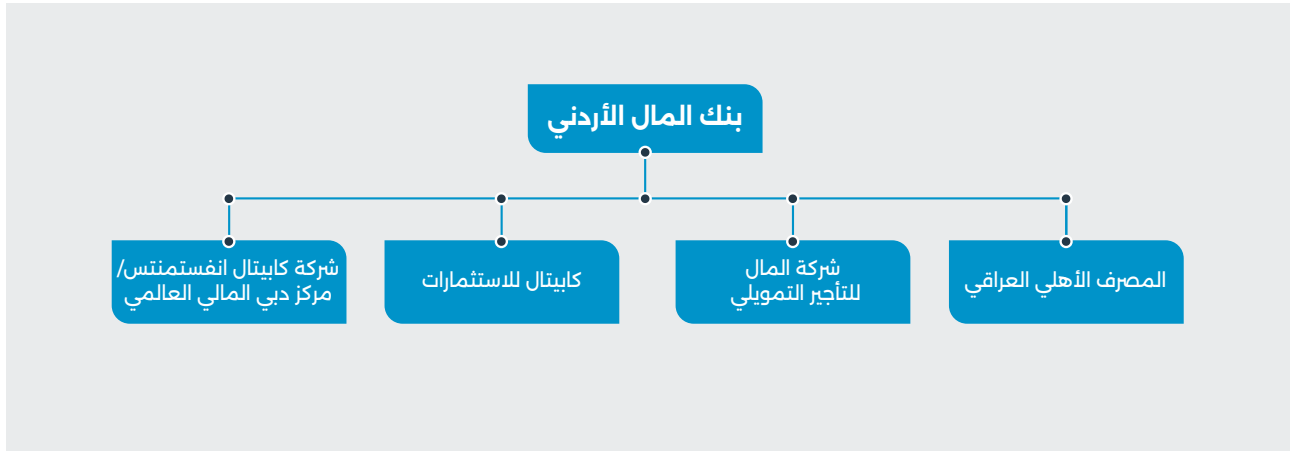 بنك المال الأردني
المصرف الأهلي العراقي
شركة المال
للتأجير التمويلي
كابيتال للاستثمارات
شركة كابيتال انفستمنتس/
مركز دبي المالي العالمي